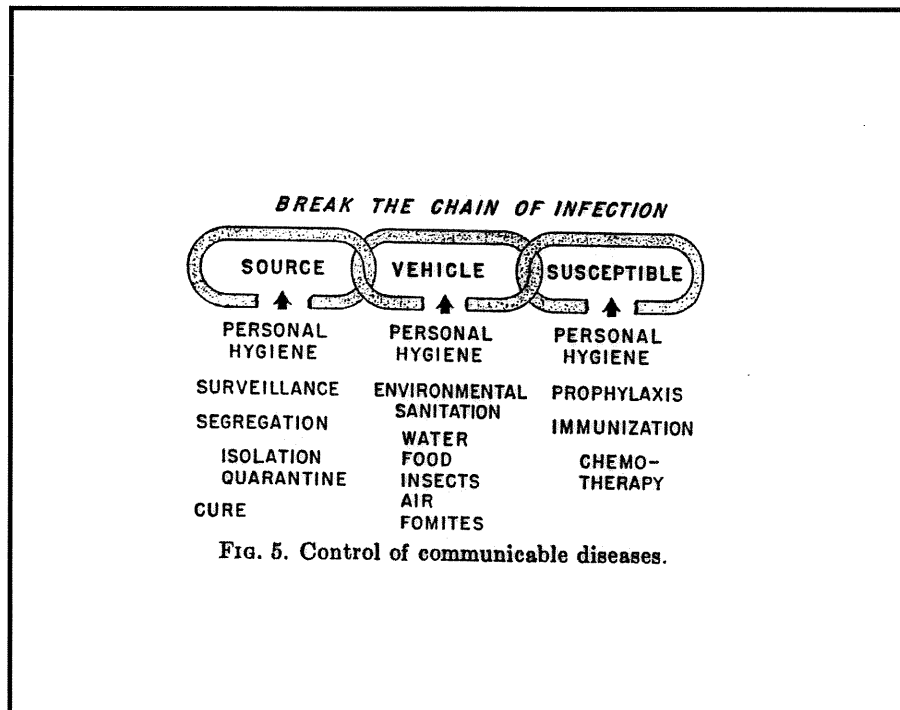 BREAK THE CHAIN OF INFECTION
SOURCE
VEHICLE
SUSCEPTIBLE
PERSONAL
HYGIENE
SURVEILLANCE
SEGREGATION
ISOLATION
QUARANTINE
CURE
PERSONAL
HYGIENE
ENVIRONMENTAL
SANITATION
WATER
FOOD
INSECTS
AIR
FOMITES
PERSONAL
HYGIENE
PROPHYLAXIS
IMMUNIZATION
CHEMO-
THERAPY
FIG. 5. Control of communicable diseases.